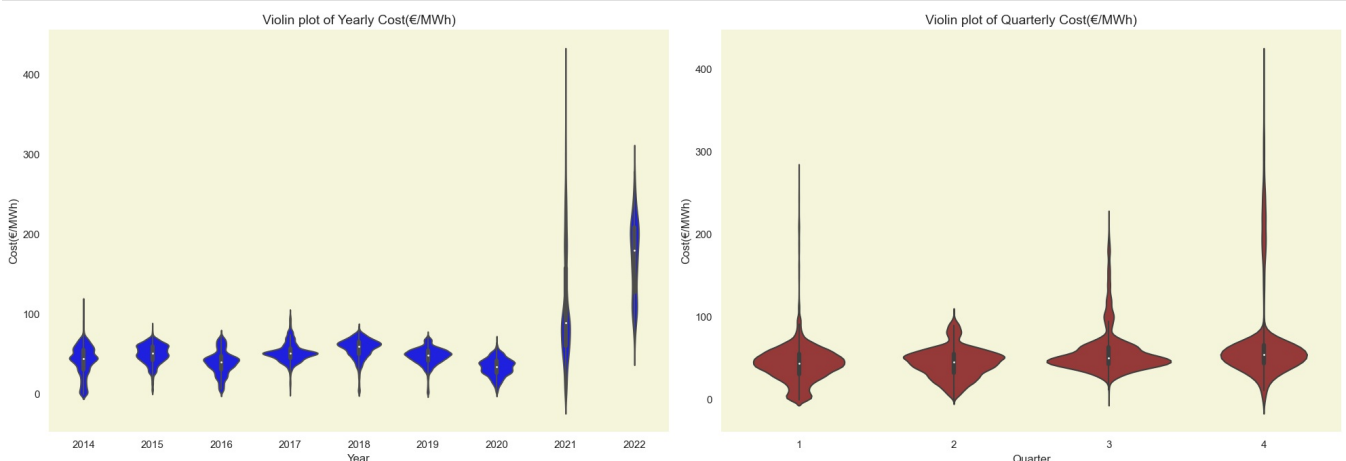 Violin plot of Yearly Cost(€/MWh)
Cost(€/MWh)
400
300
200
100
0
2014 2015 2016 2017 2018 2019 2020 2021 2022
Year
Violin plot of Quarterly Cost(€/MWh)
Cost(€/MWh)
400
300
200
100
0
1 2 3 4
Quarter